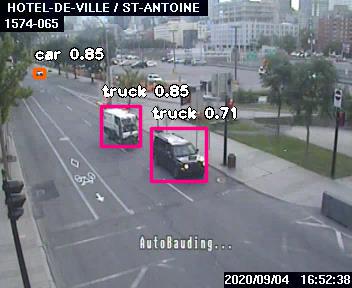 HOTEL-DE-VILLE / ST-ANTOINE
1574-065
car 0.85
truck 0.85
truck 0.71
AutoBauding...
2020/09/04 16:52:38